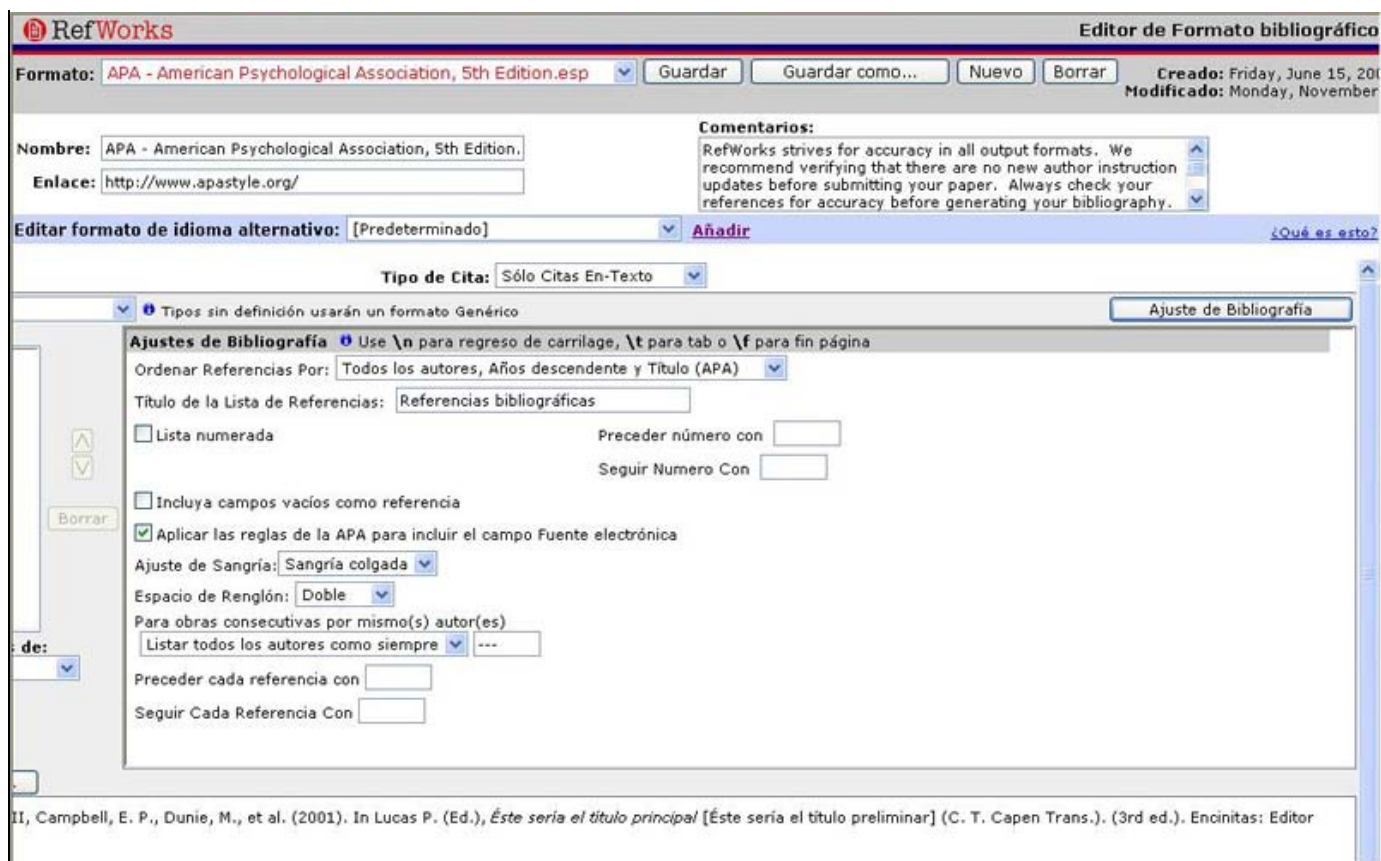 RefWorks
Editor de Formato bibliográfico
Formato: APA - American Psychological Association, 5th Edition.esp Guardar Guardar como... Nuevo Borrar Creado: Friday, June 15, 200
Modificado: Monday, November
Comentarios:
Nombre: APA - American Psychological Association, 5th Edition.
RefWorks strives for accuracy in all output formats. We
recommend verifying that there are no new author instruction
updates before submitting your paper. Always check your
references for accuracy before generating your bibliography.
Enlace: http://www.apastyle.org/
Editar formato de idioma alternativo: [Predeterminado] Añadir ¿Qué es esto?
Tipo de Cita: Sólo Citas En-Texto
Tipos sin definición usarán un formato Genérico Ajuste de Bibliografía
Ajustes de Bibliografía Use \n para regreso de carrilage, \t para tab o \f para fin página
Ordenar Referencias Por: Todos los autores, Años descendente y Título (APA)
Título de la Lista de Referencias: Referencias bibliográficas
Lista numerada Preceder número con
Seguir Numero Con
Incluya campos vacíos como referencia
Borrar
Aplicar las reglas de la APA para incluir el campo Fuente electrónica
Ajuste de Sangría: Sangría colgada
Espacio de Renglón: Doble
Para obras consecutivas por mismo(s) autor(es)
s de: Listar todos los autores como siempre ---
Preceder cada referencia con
Seguir Cada Referencia Con
II, Campbell, E. P., Dunie, M., et al. (2001). In Lucas P. (Ed.), Éste sería el título principal [Éste sería el título preliminar] (C. T. Capen Trans.). (3rd ed.). Encinitas: Editor